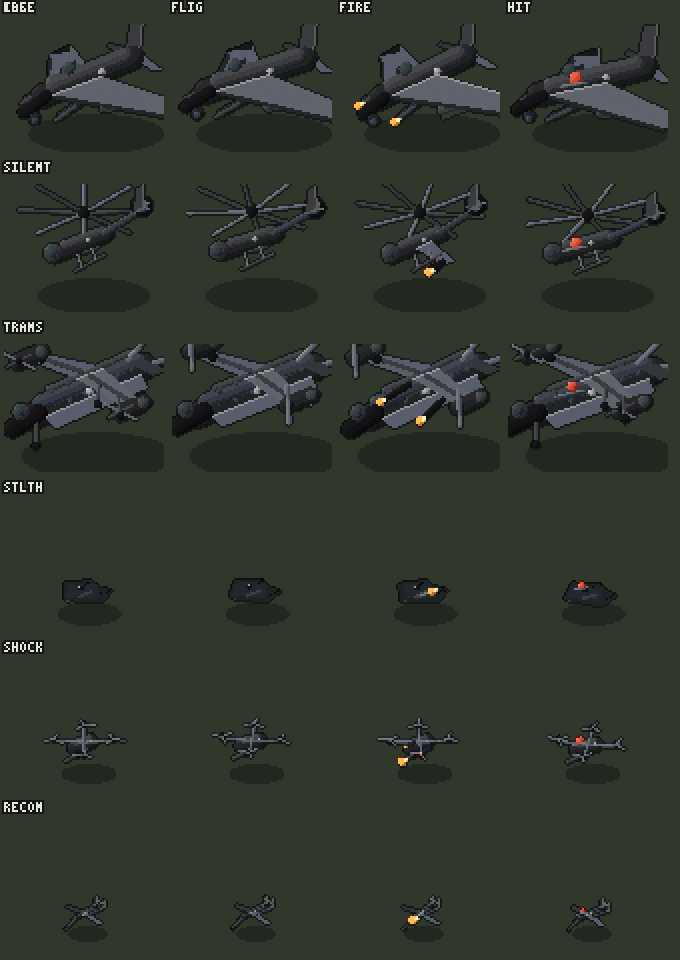 FLIG FIRE HIT
SILENT
TRANS
STLTH
SHOCK
RECON